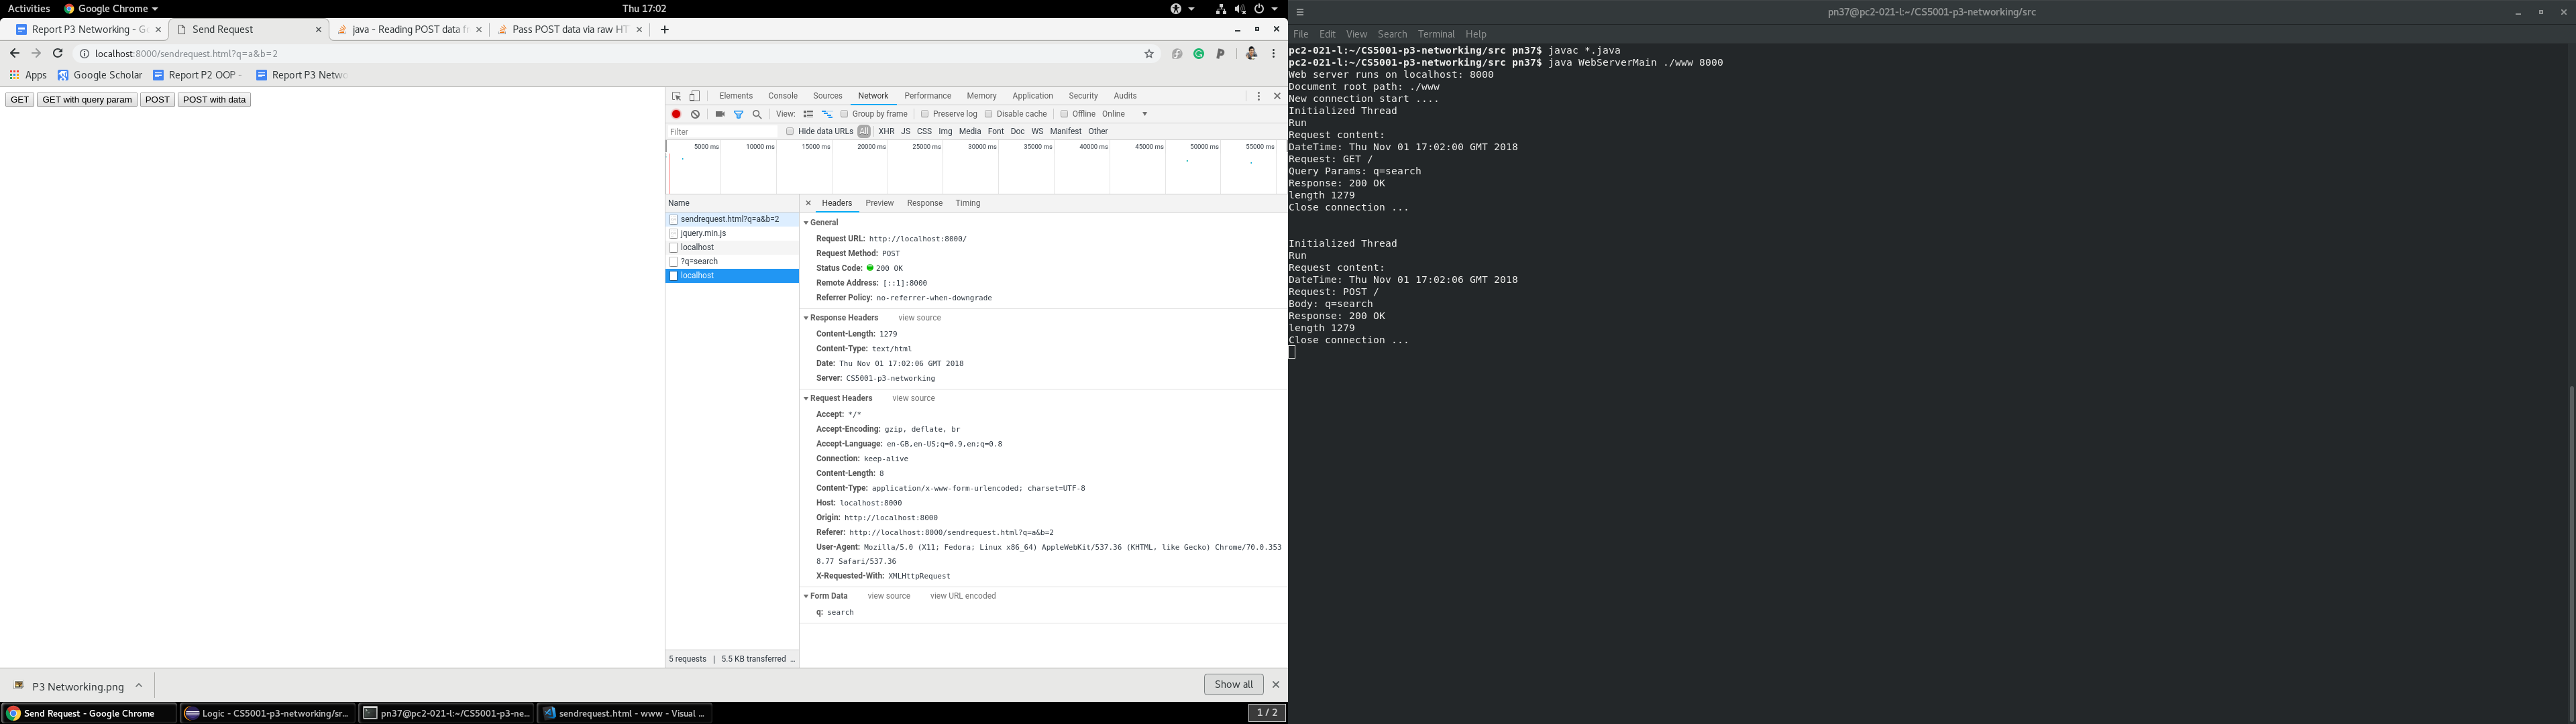 Activities Google Chrome Thu 17:02
Report P3 Networking - G
Send Request
java - Reading POST data fr
Pass POST data via raw HT
localhost:8000/sendrequest.html?q=a&b=2
Apps Google Scholar Report P2 OOP - Report P3 Netwo
GET GET with query param POST POST with data
Elements Console Sources Network Performance Memory Application Security Audits
View: Group by frame Preserve log Disable cache Offline Online
Filter Hide data URLs All XHR JS CSS Img Media Font Doc WS Manifest Other
5000 ms 10000 ms 15000 ms 20000 ms 25000 ms 30000 ms 35000 ms 40000 ms 45000 ms 50000 ms 55000 ms
Name
sendrequest.html?q=a&b=2
jquery.min.js
localhost
?q=search
localhost
5 requests | 5.5 KB transferred ...
Headers Preview Response Timing
General
Request URL: http://localhost:8000/
Request Method: POST
Status Code: 200 OK
Remote Address: [::1]:8000
Referrer Policy: no-referrer-when-downgrade
Response Headers view source
Content-Length: 1279
Content-Type: text/html
Date: Thu Nov 01 17:02:06 GMT 2018
Server: CS5001-p3-networking
Request Headers view source
Accept: */*
Accept-Encoding: gzip, deflate, br
Accept-Language: en-GB,en-US;q=0.9,en;q=0.8
Connection: keep-alive
Content-Length: 8
Content-Type: application/x-www-form-urlencoded; charset=UTF-8
Host: localhost:8000
Origin: http://localhost:8000
Referer: http://localhost:8000/sendrequest.html?q=a&b=2
User-Agent: Mozilla/5.0 (X11; Fedora; Linux x86_64) AppleWebKit/537.36 (KHTML, like Gecko) Chrome/70.0.353
8.77 Safari/537.36
X-Requested-With: XMLHttpRequest
Form Data view source view URL encoded
q: search
P3 Networking.png
Show all
Send Request - Google Chrome
Logic - CS5001-p3-networking/sr...
pn37@pc2-021-l:~/CS5001-p3-ne...
sendrequest.html - www - Visual ...
1 / 2
pn37@pc2-021-l:~/CS5001-p3-networking/src
File Edit View Search Terminal Help
pc2-021-l:~/CS5001-p3-networking/src pn37$ javac *.java
pc2-021-l:~/CS5001-p3-networking/src pn37$ java WebServerMain ./www 8000
Web server runs on localhost: 8000
Document root path: ./www
New connection start ....
Initialized Thread
Run
Request content:
DateTime: Thu Nov 01 17:02:00 GMT 2018
Request: GET /
Query Params: q=search
Response: 200 OK
length 1279
Close connection ...
Initialized Thread
Run
Request content:
DateTime: Thu Nov 01 17:02:06 GMT 2018
Request: POST /
Body: q=search
Response: 200 OK
length 1279
Close connection ...